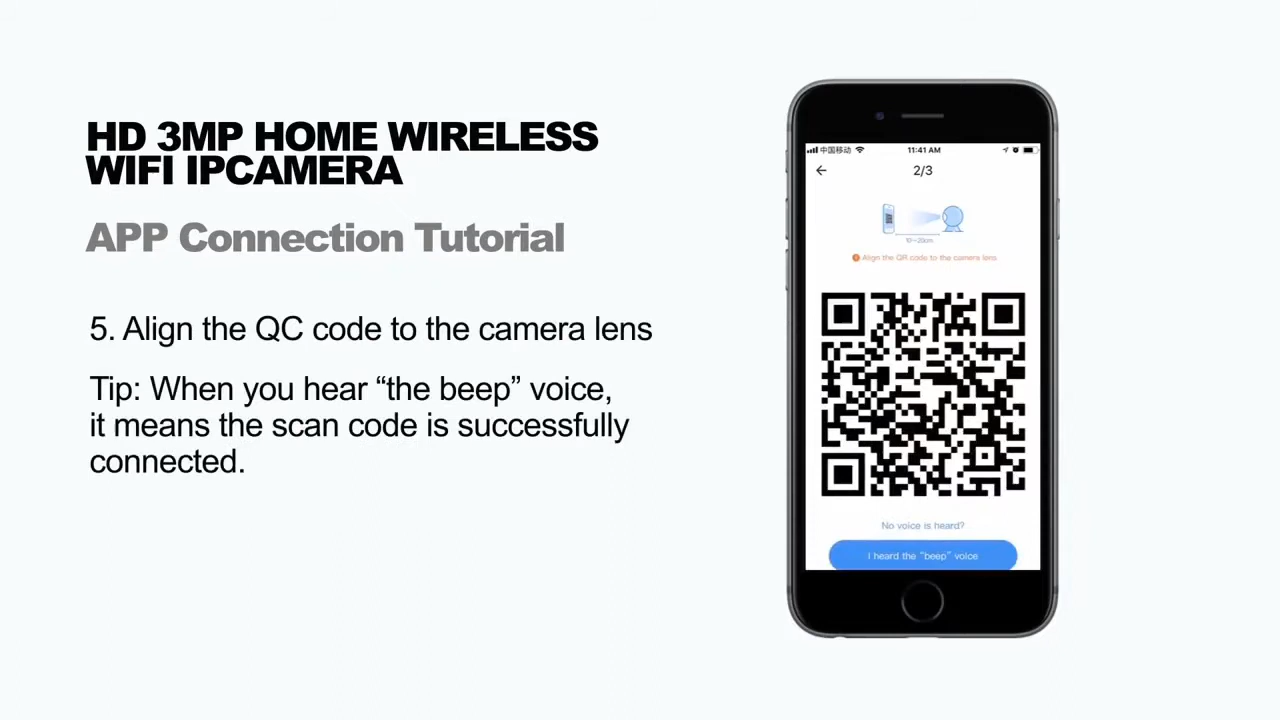 HD 3MP HOME WIRELESS
WIFI IPCAMERA
APP Connection Tutorial
5. Align the QC code to the camera lens
Tip: When you hear “the beep” voice,
it means the scan code is successfully
connected.
中国移动 11:41 AM
2/3
10~20cm
Align the QR code to the camera lens
No voice is heard?
I heard the "beep" voice